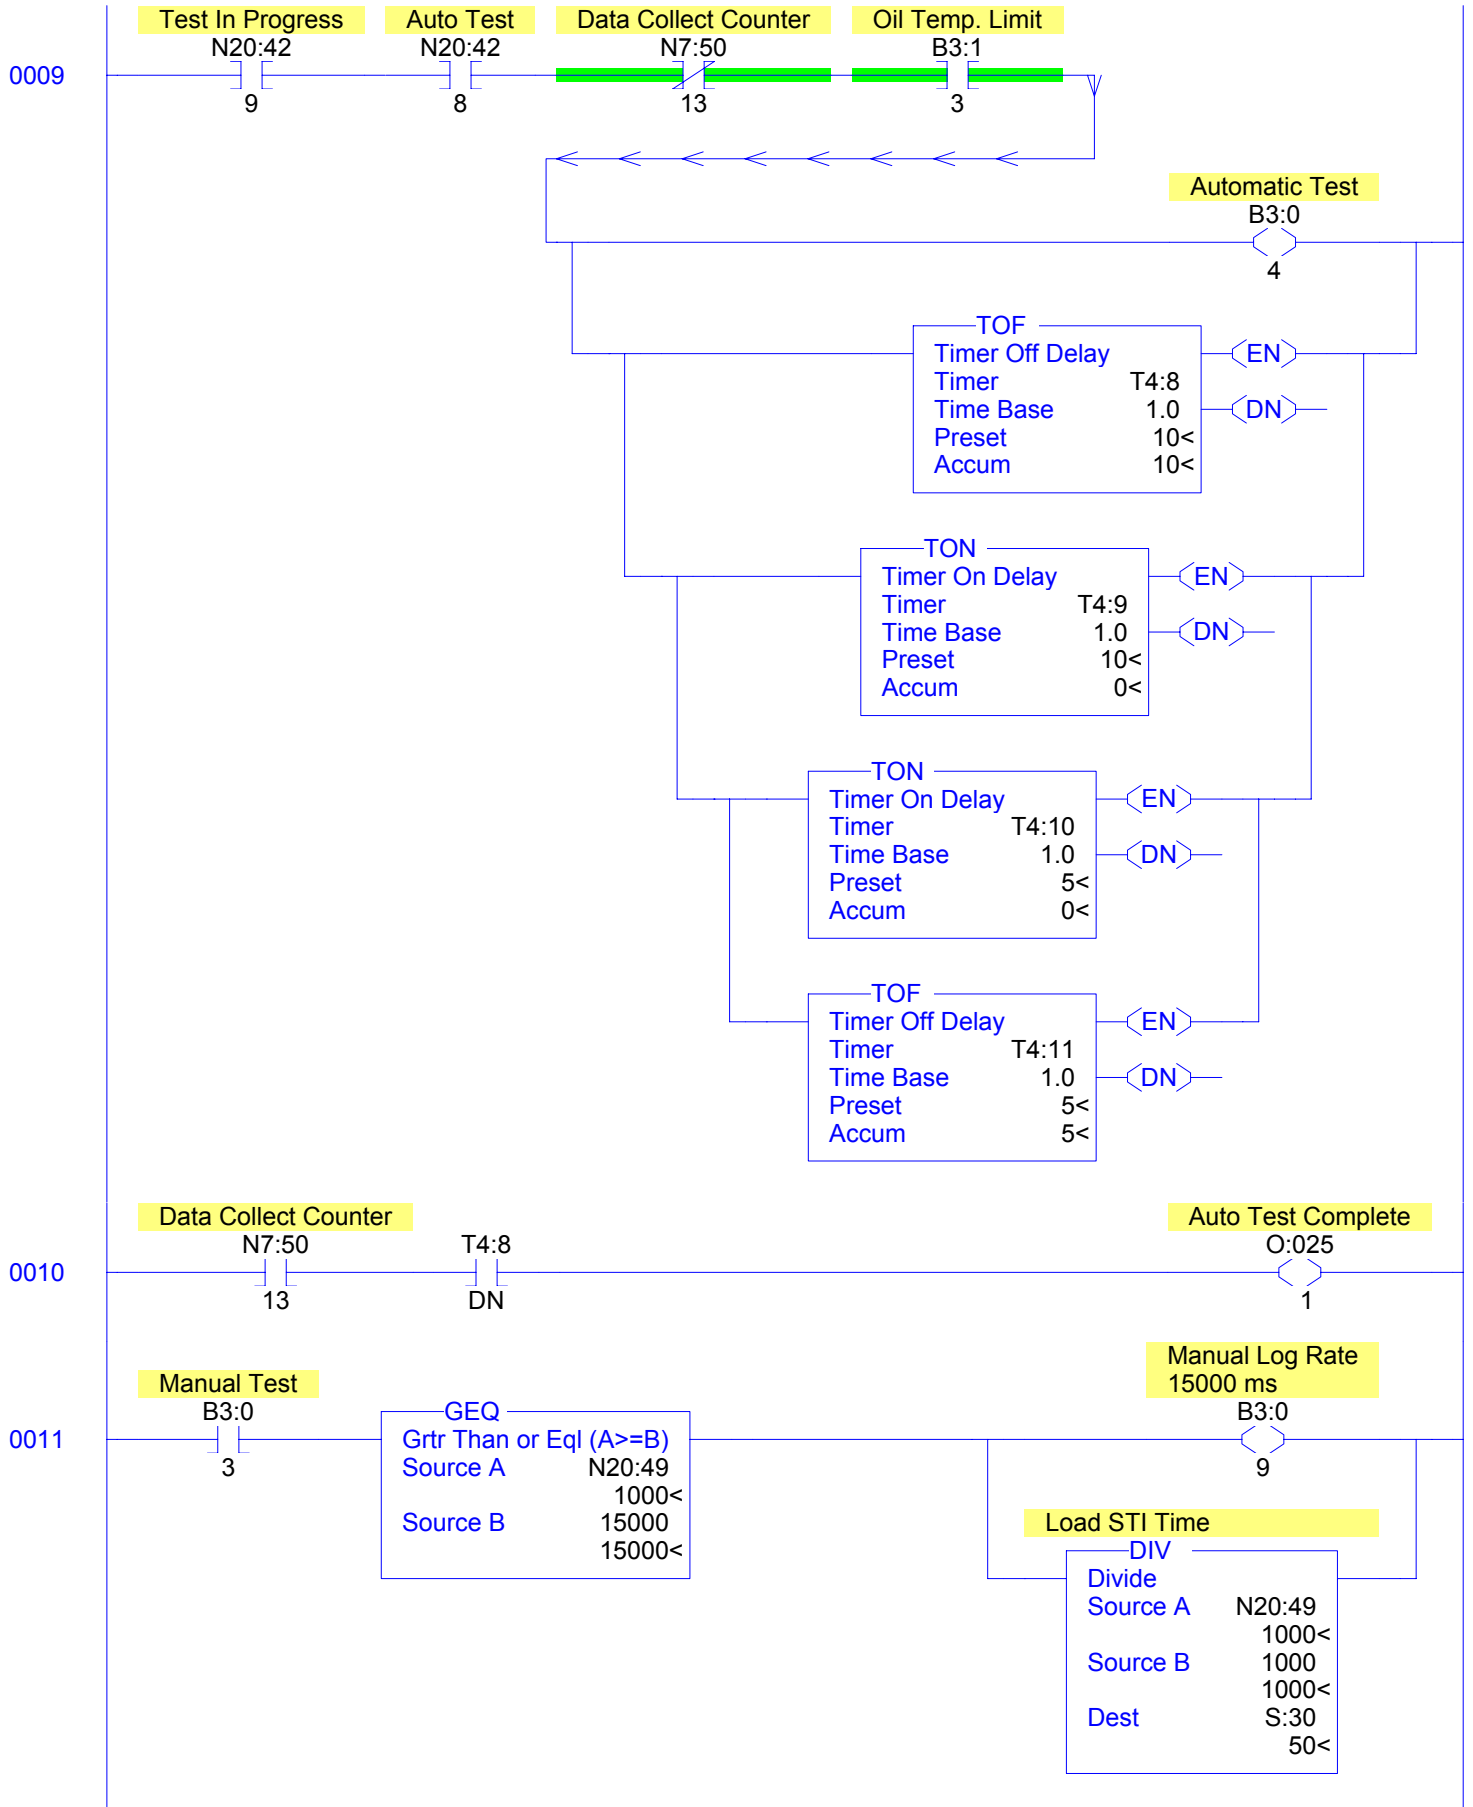 Test In Progress Auto Test Data Collect Counter Oil Temp. Limit
N20:42 N20:42 N7:50 B3:1
0009
9 8 13 3
Automatic Test
B3:0
4
TOF
Timer Off Delay EN
Timer T4:8
Time Base 1.0 DN
Preset 10<
Accum 10<
TON
Timer On Delay EN
Timer T4:9
Time Base 1.0 DN
Preset 10<
Accum 0<
TON
Timer On Delay EN
Timer T4:10
Time Base 1.0 DN
Preset 5<
Accum 0<
TOF
Timer Off Delay EN
Timer T4:11
Time Base 1.0 DN
Preset 5<
Accum 5<
Data Collect Counter Auto Test Complete
N7:50 T4:8 O:025
0010
13 DN 1
Manual Log Rate
Manual Test 15000 ms
B3:0 GEQ B3:0
0011 Grtr Than or Eql (A>=B)
3 Source A N20:49 9
1000<
Source B 15000
15000<
Load STI Time
DIV
Divide
Source A N20:49
1000<
Source B 1000
1000<
Dest S:30
50<